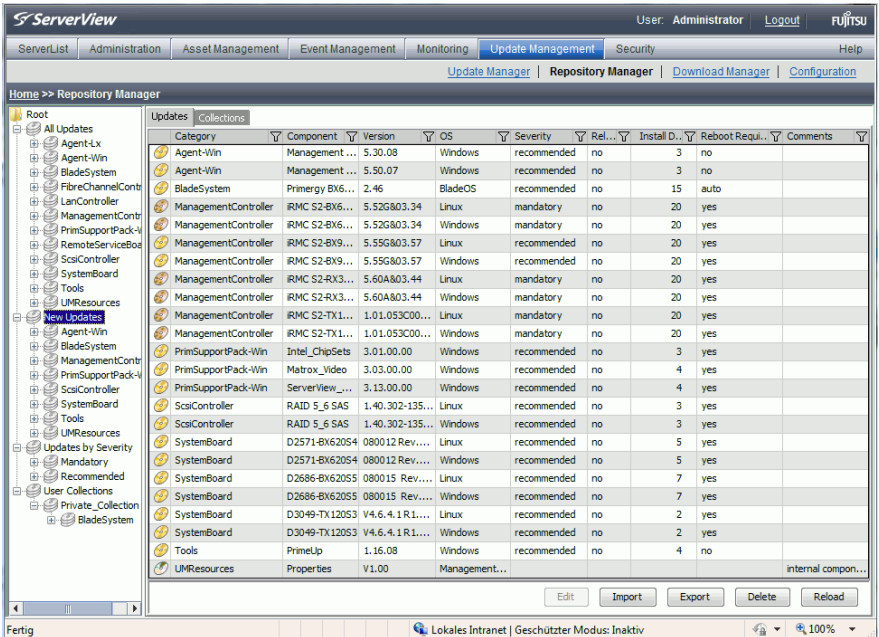 ServerView User: Administrator Logout FUJITSU
ServerList Administration Asset Management Event Management Monitoring Update Management Security Help
Update Manager | Repository Manager | Download Manager | Configuration
Home >> Repository Manager
Root
All Updates
Agent-Lx
Agent-Win
BladeSystem
FibreChannelContr
LanController
ManagementContr
PrimSupportPack-W
RemoteServiceBoa
ScsiController
SystemBoard
Tools
UMResources
New Updates
Agent-Win
BladeSystem
ManagementContr
PrimSupportPack-W
ScsiController
SystemBoard
Tools
UMResources
Updates by Severity
Mandatory
Recommended
User Collections
Private_Collection
BladeSystem
Updates Collections
Category Component Version OS Severity Rel... Install D... Reboot Requi... Comments
Agent-Win Management ... 5.30.08 Windows recommended no 3 no
Agent-Win Management ... 5.50.07 Windows recommended no 3 no
BladeSystem Primergy BX6... 2.46 BladeOS recommended no 15 auto
ManagementController iRMC S2-BX6... 5.52G&03.34 Linux mandatory no 20 yes
ManagementController iRMC S2-BX6... 5.52G&03.34 Windows mandatory no 20 yes
ManagementController iRMC S2-BX9... 5.55G&03.57 Linux recommended no 20 yes
ManagementController iRMC S2-BX9... 5.55G&03.57 Windows recommended no 20 yes
ManagementController iRMC S2-RX3... 5.60A&03.44 Linux mandatory no 20 yes
ManagementController iRMC S2-RX3... 5.60A&03.44 Windows mandatory no 20 yes
ManagementController iRMC S2-TX1... 1.01.053C00... Linux mandatory no 20 yes
ManagementController iRMC S2-TX1... 1.01.053C00... Windows mandatory no 20 yes
PrimSupportPack-Win Intel_ChipSets 3.01.00.00 Windows recommended no 3 yes
PrimSupportPack-Win Matrox_Video 3.03.00.00 Windows recommended no 4 yes
PrimSupportPack-Win ServerView_... 3.13.00.00 Windows recommended no 4 yes
ScsiController RAID 5_6 SAS 1.40.302-135... Linux recommended no 3 yes
ScsiController RAID 5_6 SAS 1.40.302-135... Windows recommended no 3 yes
SystemBoard D2571-BX620S4 080012 Rev.... Linux recommended no 5 yes
SystemBoard D2571-BX620S4 080012 Rev.... Windows recommended no 5 yes
SystemBoard D2686-BX620S5 080015 Rev.... Linux recommended no 7 yes
SystemBoard D2686-BX620S5 080015 Rev.... Windows recommended no 7 yes
SystemBoard D3049-TX120S3 V4.6.4.1 R1.... Linux recommended no 2 yes
SystemBoard D3049-TX120S3 V4.6.4.1 R1.... Windows recommended no 2 yes
Tools PrimeUp 1.16.08 Windows recommended no 4 no
UMResources Properties V1.00 Management... internal compon...
Edit Import Export Delete Reload
Fertig Lokales Intranet | Geschützter Modus: Inaktiv 100%